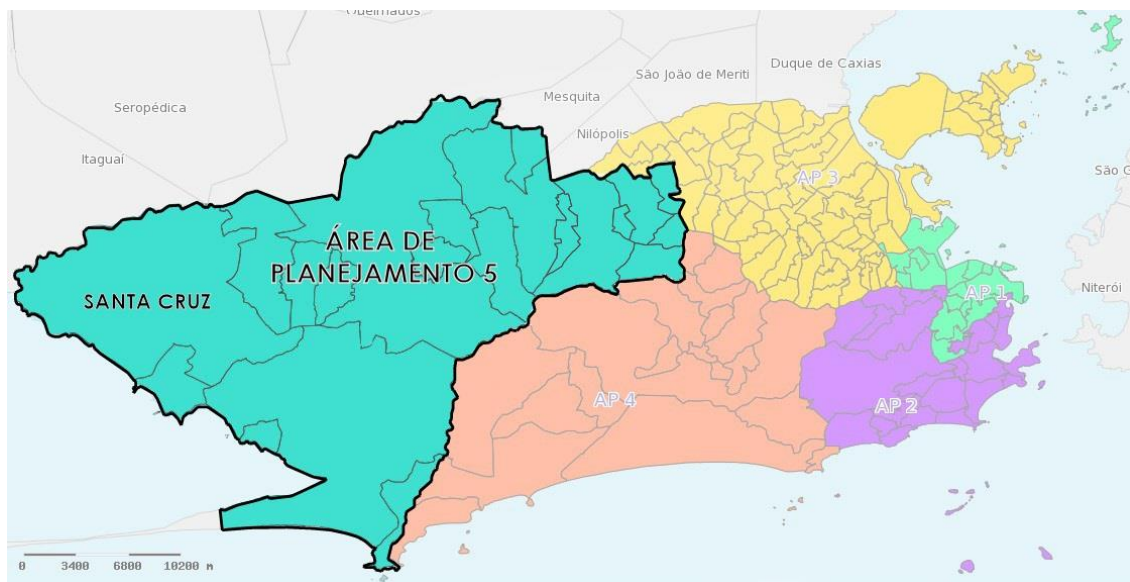 Queimados
Duque de Caxias
São João de Meriti
Mesquita
Seropédica
Nilópolis
Itaguaí
São G
AP 3
ÁREA DE
PLANEJAMENTO 5
SANTA CRUZ
Niterói
AP 1
AP 4
AP 2
0 3400 6800 10200 m